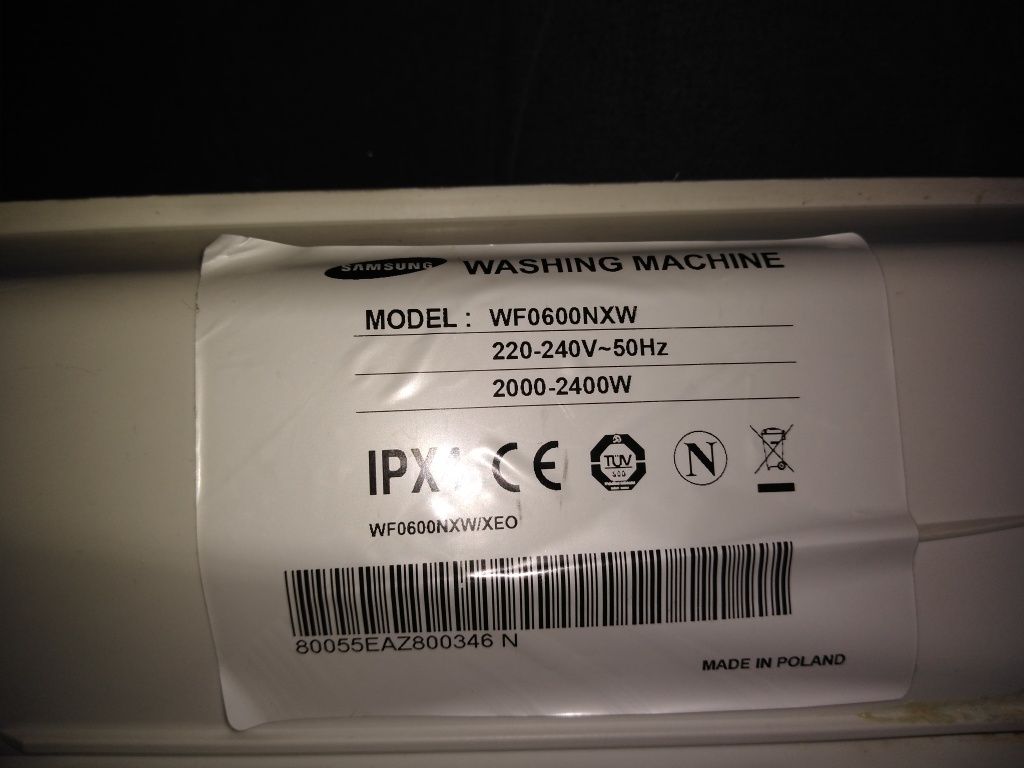 SAMSUNG WASHING MACHINE
MODEL : WF0600NXW
220-240V~50Hz
2000-2400W
IPX4 CE TÜV N
WF0600NXW/XEO
80055EAZ800346 N
MADE IN POLAND